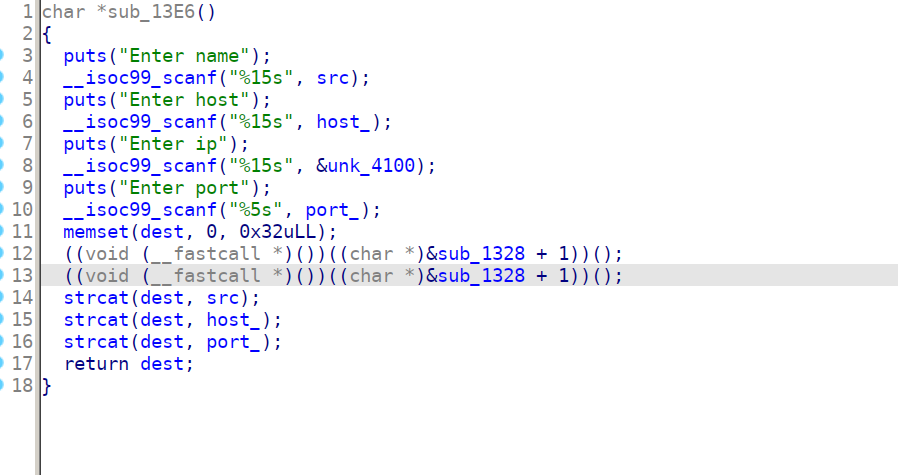 1 char *sub_13E6()
2 {
3   puts("Enter name");
4   __isoc99_scanf("%15s", src);
5   puts("Enter host");
6   __isoc99_scanf("%15s", host_);
7   puts("Enter ip");
8   __isoc99_scanf("%15s", &unk_4100);
9   puts("Enter port");
10   __isoc99_scanf("%5s", port_);
11   memset(dest, 0, 0x32uLL);
12   ((void (__fastcall *)())((char *)&sub_1328 + 1))();
13   ((void (__fastcall *)())((char *)&sub_1328 + 1))();
14   strcat(dest, src);
15   strcat(dest, host_);
16   strcat(dest, port_);
17   return dest;
18 }